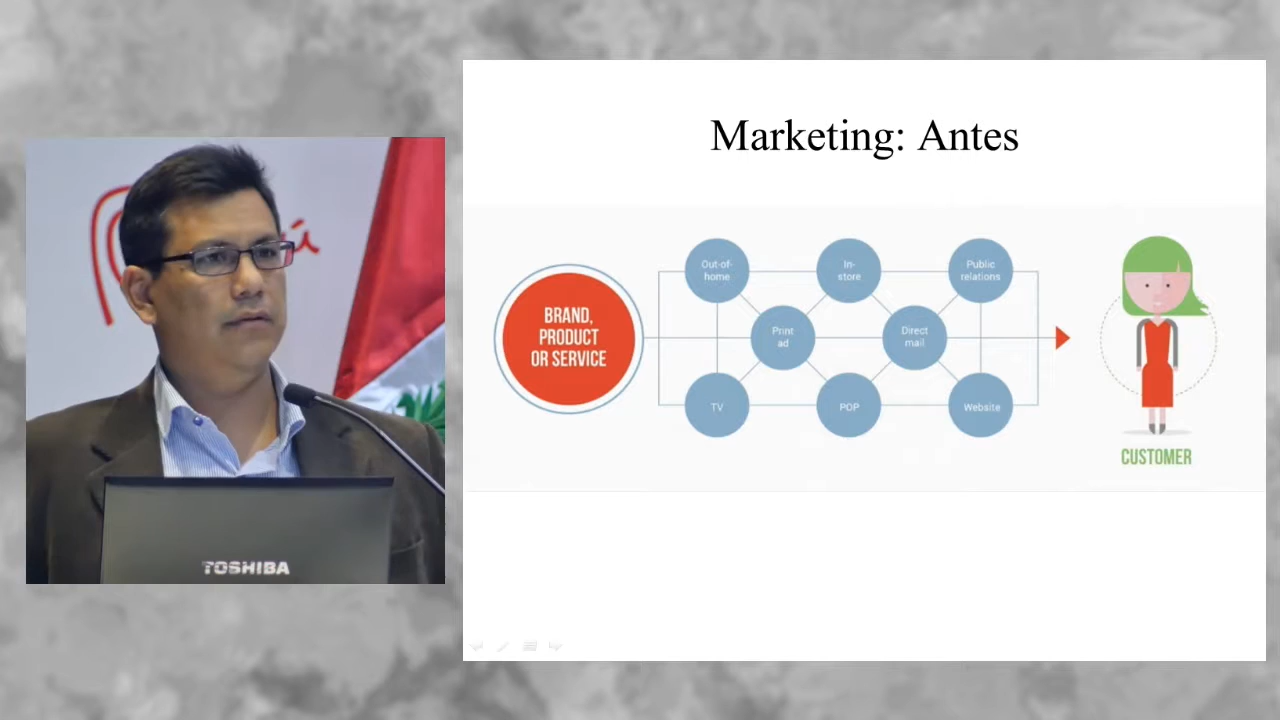 Marketing: Antes
BRAND,
PRODUCT
OR SERVICE
Out-of-
home
In-
store
Public
relations
Print
ad
Direct
mail
TV
POP
Website
CUSTOMER
ú
TOSHIBA